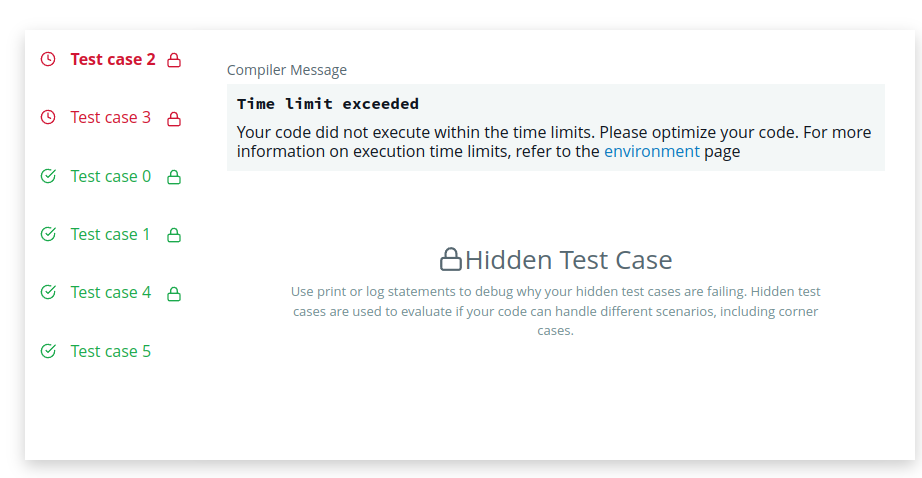 Test case 2
Test case 3
Test case 0
Test case 1
Test case 4
Test case 5
Compiler Message
Time limit exceeded
Your code did not execute within the time limits. Please optimize your code. For more
information on execution time limits, refer to the environment page
Hidden Test Case
Use print or log statements to debug why your hidden test cases are failing. Hidden test
cases are used to evaluate if your code can handle different scenarios, including corner
cases.